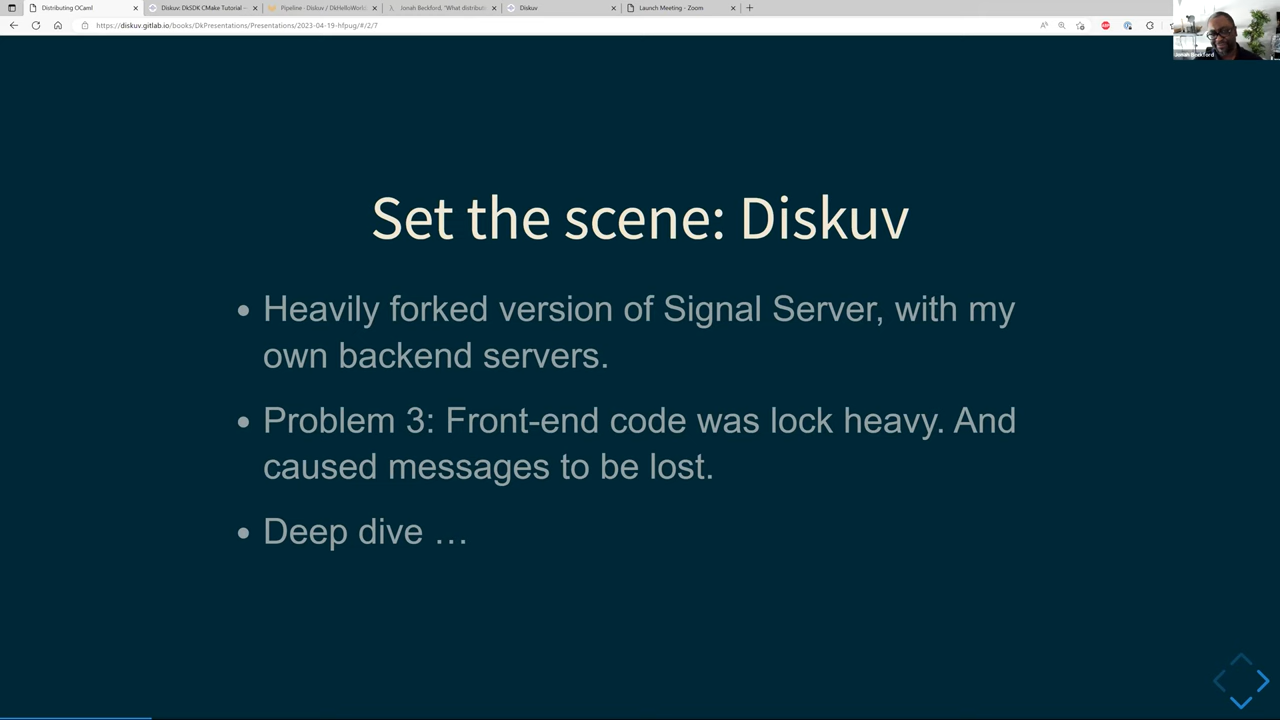 Distributing OCaml
Diskuv: DkSDK CMake Tutorial
Pipeline · Diskuv / DkHelloWorld
Jonah Beckford, "What distribut
Diskuv
Launch Meeting - Zoom
https://diskuv.gitlab.io/books/DkPresentations/Presentations/2023-04-19-hfpug/#/2/7
Jonah Beckford
Set the scene: Diskuv
• Heavily forked version of Signal Server, with my
own backend servers.
• Problem 3: Front-end code was lock heavy. And
caused messages to be lost.
• Deep dive …